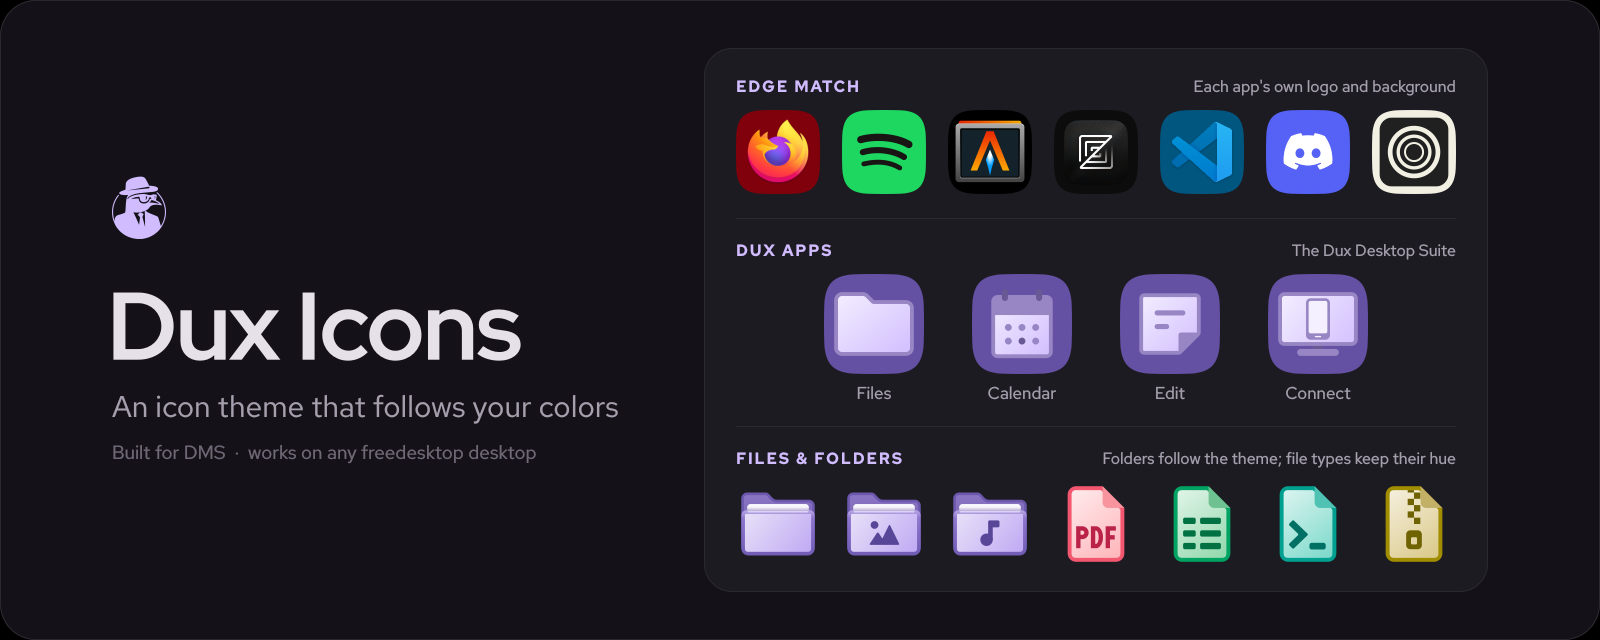 Dux Icons
An icon theme that follows your colors
Built for DMS · works on any freedesktop desktop
EDGE MATCH
Each app's own logo and background
DUX APPS
The Dux Desktop Suite
Files
Calendar
Edit
Connect
FILES & FOLDERS
Folders follow the theme; file types keep their hue
PDF